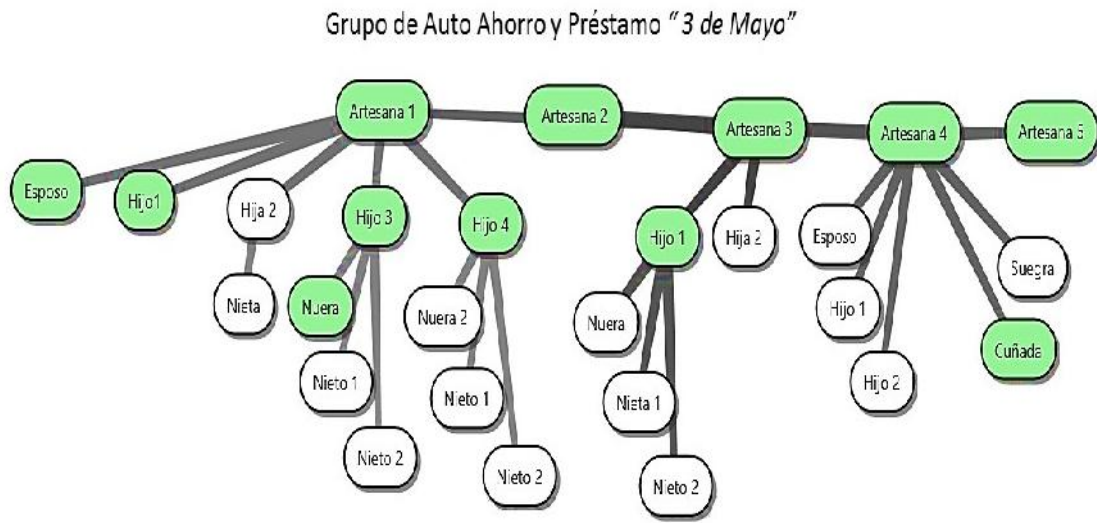 Grupo de Auto Ahorro y Préstamo " 3 de Mayo"
Artesana 1
Artesana 2
Artesana 3
Artesana 4
Artesana 5
Esposo
Hijo1
Hija 2
Hijo 3
Hijo 4
Hijo 1
Hija 2
Esposo
Suegra
Nieta
Nuera
Nuera 2
Nuera
Hijo 1
Cuñada
Nieto 1
Nieto 1
Nieta 1
Hijo 2
Nieto 2
Nieto 2
Nieto 2